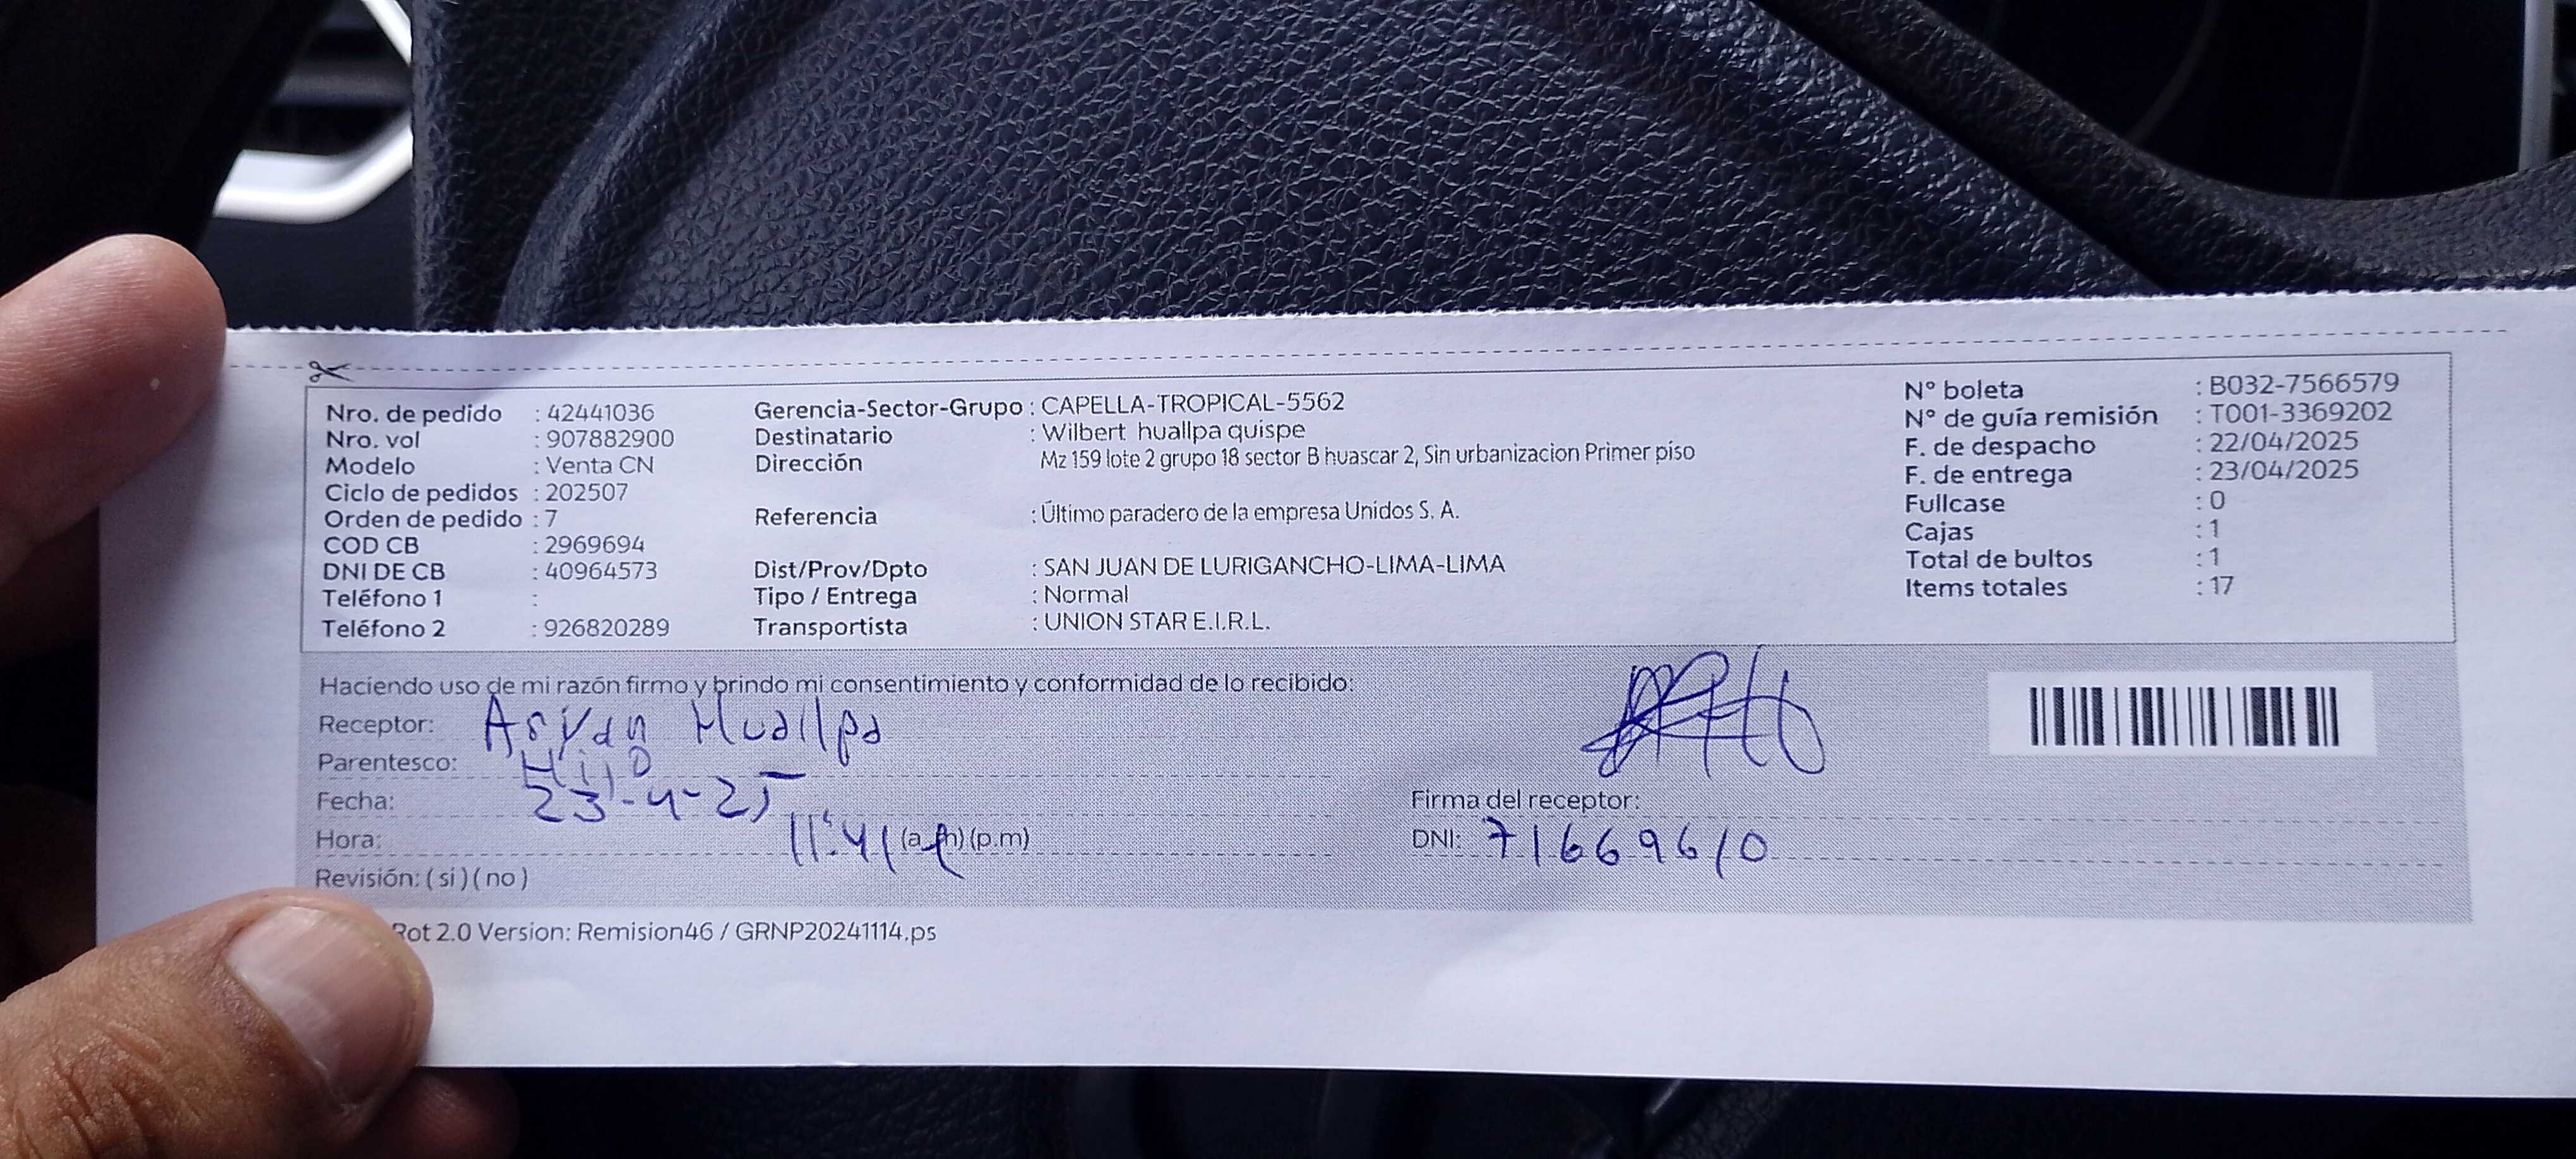 Nro. de pedido : 42441036
Nro. vol : 907882900
Modelo : Venta CN
Ciclo de pedidos : 202507
Orden de pedido : 7
COD CB : 2969694
DNI DE CB : 40964573
Teléfono 1 :
Teléfono 2 : 926820289
Gerencia-Sector-Grupo : CAPELLA-TROPICAL-5562
Destinatario : Wilbert huallpa quispe
Dirección Mz 159 lote 2 grupo 18 sector B huascar 2, Sin urbanizacion Primer piso
Referencia : Último paradero de la empresa Unidos S. A.
Dist/Prov/Dpto : SAN JUAN DE LURIGANCHO-LIMA-LIMA
Tipo / Entrega : Normal
Transportista : UNION STAR E.I.R.L.
N° boleta : B032-7566579
N° de guía remisión : T001-3369202
F. de despacho : 22/04/2025
F. de entrega : 23/04/2025
Fullcase : 0
Cajas : 1
Total de bultos : 1
Items totales : 17
Haciendo uso de mi razón firmo y brindo mi consentimiento y conformidad de lo recibido:
Receptor: Aryan Huallpa
Parentesco: Hijo
Fecha: 23-4-25
Hora: 11:41 (a.m) (p.m)
Revisión: ( si ) ( no )
Firma del receptor:
DNI: 71669610
Rot 2.0 Version: Remision46 / GRNP20241114.ps